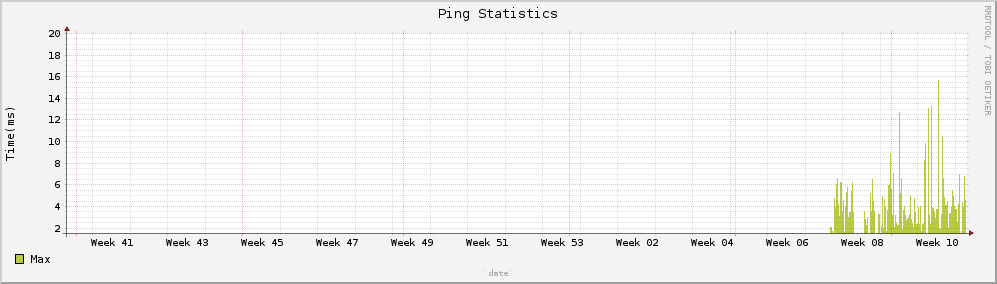 Ping Statistics
RRDTOOL / TOBI OETIKER
Time(ms)
20
18
16
14
12
10
8
6
4
2
Week 41 Week 43 Week 45 Week 47 Week 49 Week 51 Week 53 Week 02 Week 04 Week 06 Week 08 Week 10
Max
`date`